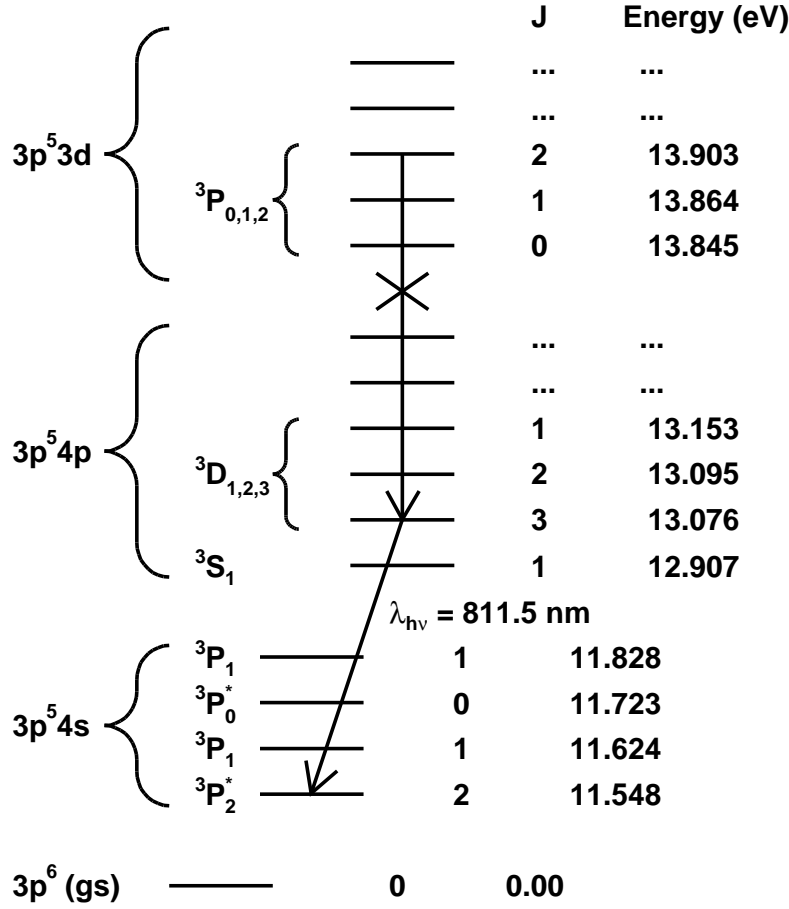 J Energy (eV)
... ...
... ...
3p⁵3d 2 13.903
³P₀,₁,₂ 1 13.864
0 13.845
... ...
... ...
1 13.153
3p⁵4p ³D₁,₂,₃ 2 13.095
3 13.076
³S₁ 1 12.907
λhν = 811.5 nm
³P₁ 1 11.828
³P₀* 0 11.723
3p⁵4s ³P₁ 1 11.624
³P₂* 2 11.548
3p⁶ (gs) 0 0.00